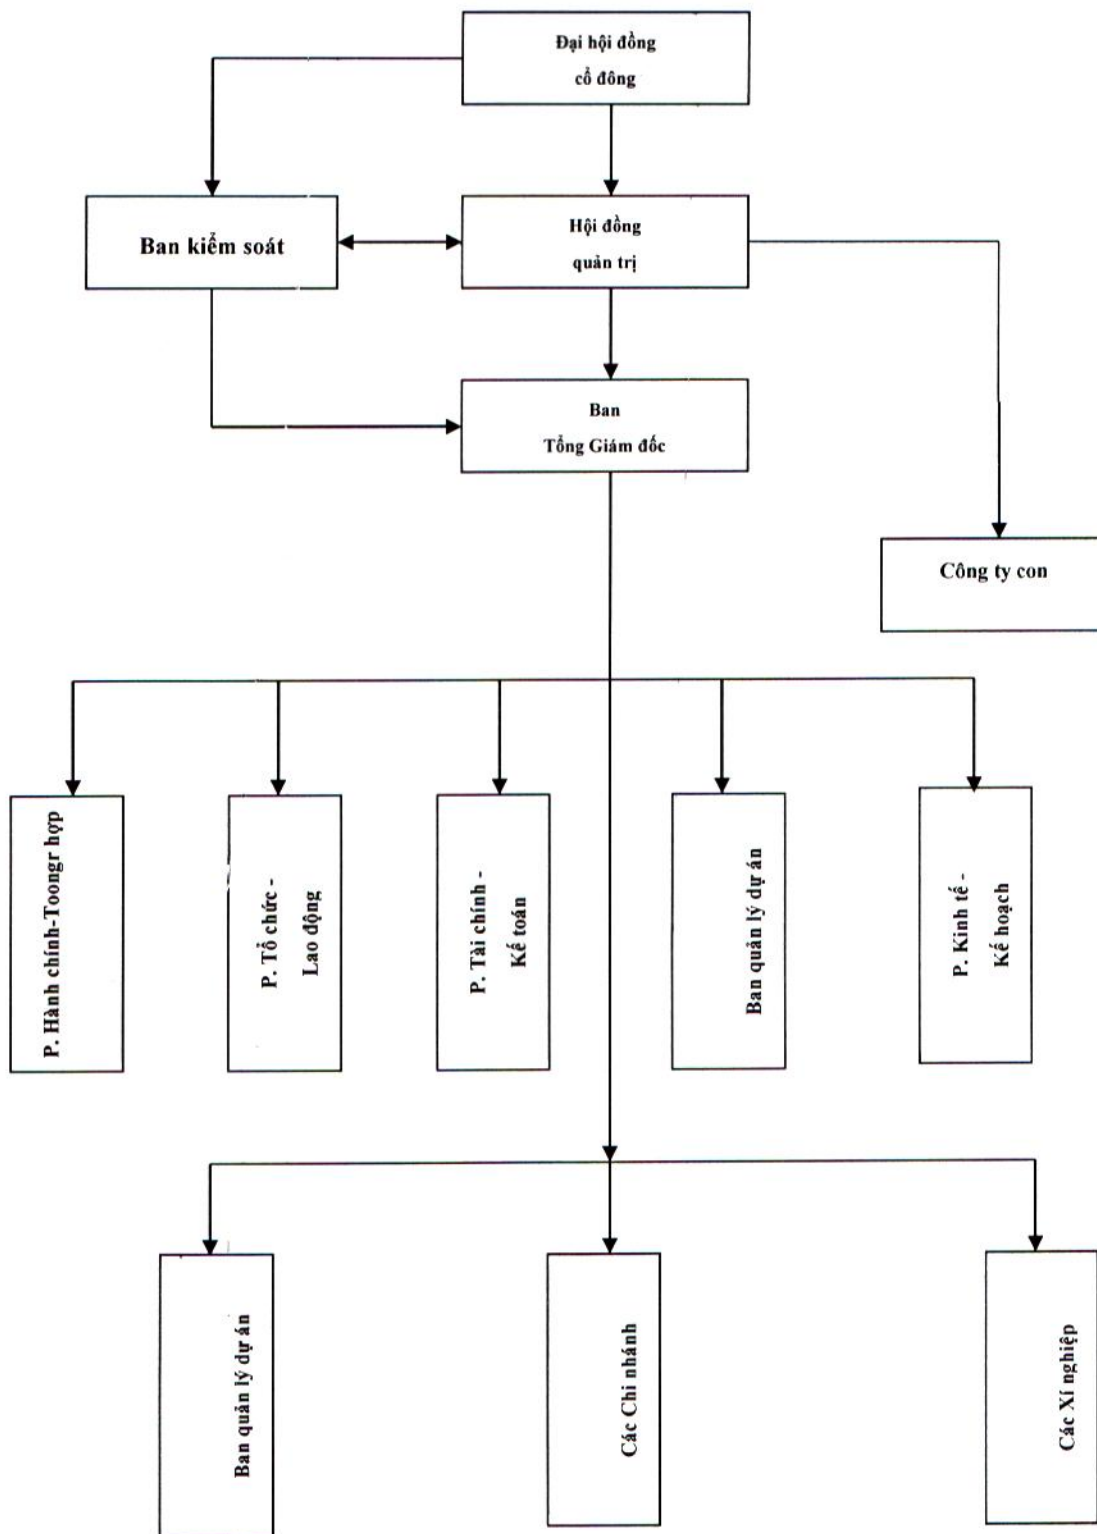 Đại hội đồng
cổ đông
Ban kiểm soát
Hội đồng
quản trị
Ban
Tổng Giám đốc
Công ty con
P. Hành chính-Toongr hợp
P. Tổ chức -
Lao động
P. Tài chính -
Kế toán
Ban quản lý dự án
P. Kinh tế -
Kế hoạch
Ban quản lý dự án
Các Chi nhánh
Các Xí nghiệp